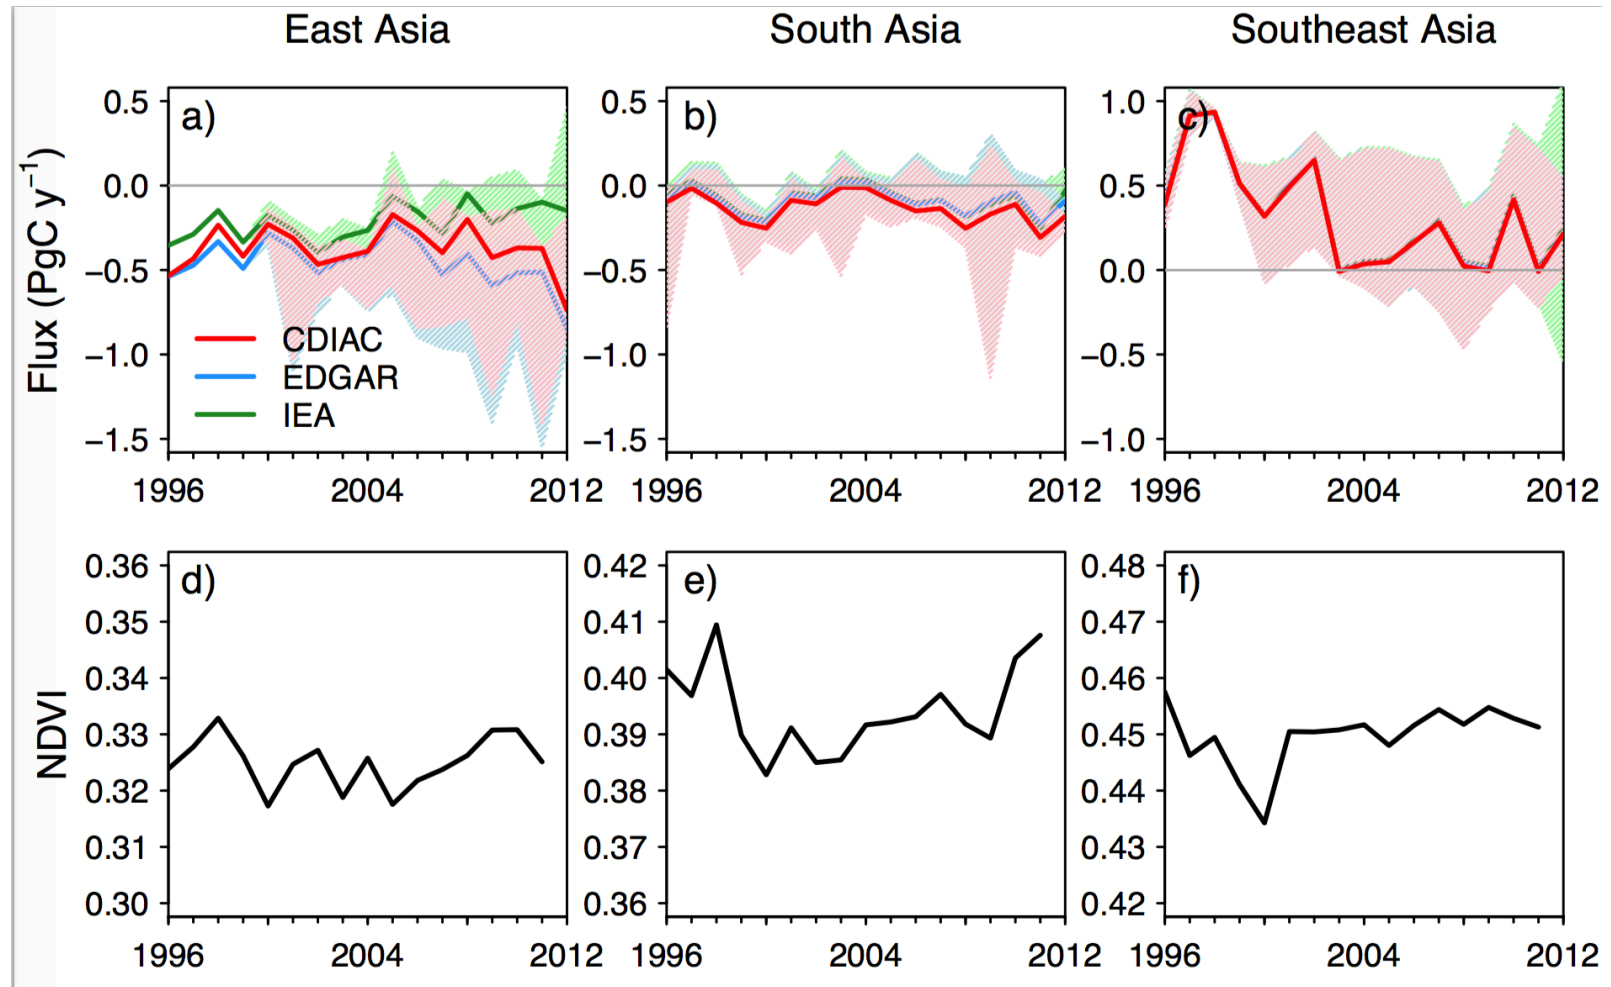 East Asia South Asia Southeast Asia
Flux (PgC y⁻¹)
a)
0.5
0.0
−0.5
−1.0
−1.5
CDIAC
EDGAR
IEA
1996 2004 2012
b)
0.5
0.0
−0.5
−1.0
−1.5
1996 2004 2012
c)
1.0
0.5
0.0
−0.5
−1.0
1996 2004 2012
NDVI
d)
0.36
0.35
0.34
0.33
0.32
0.31
0.30
1996 2004 2012
e)
0.42
0.41
0.40
0.39
0.38
0.37
0.36
1996 2004 2012
f)
0.48
0.47
0.46
0.45
0.44
0.43
0.42
1996 2004 2012